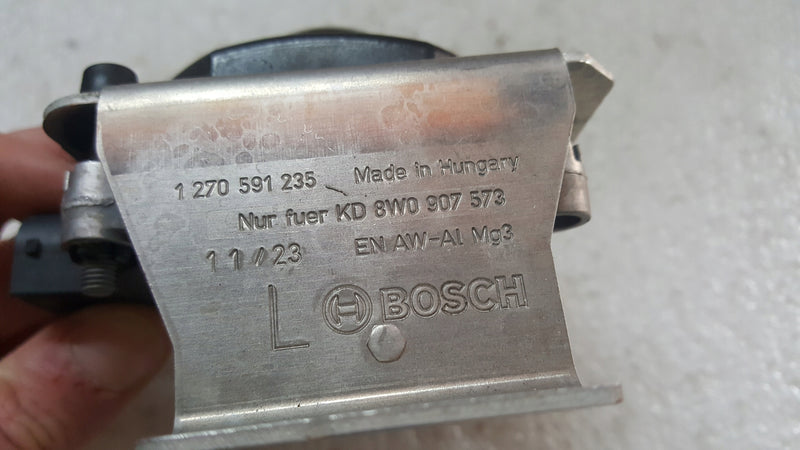 1 270 591 235 Made in Hungary
Nur fuer KD 8W0 907 573
11//23 EN AW-Al Mg3
L BOSCH